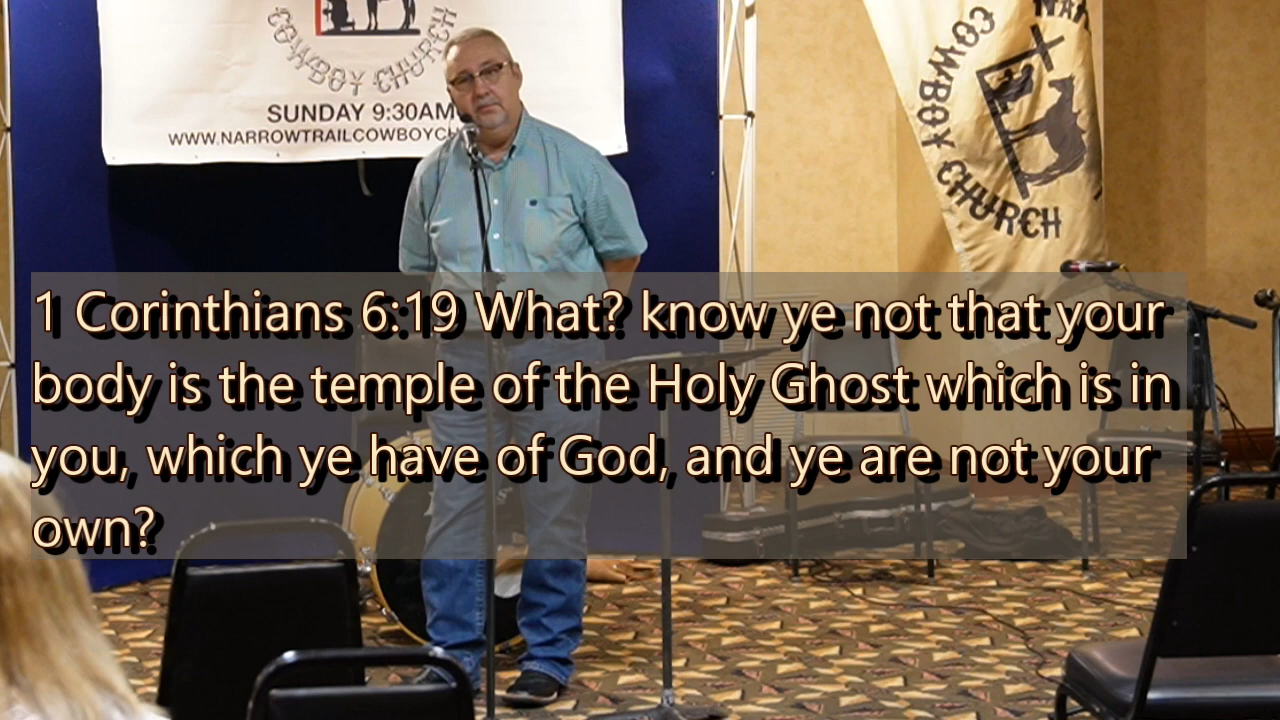 COWBOY CHURCH
SUNDAY 9:30AM
WWW.NARROWTRAILCOWBOYCH
COWBOY CHURCH
1 Corinthians 6:19 What? know ye not that your
body is the temple of the Holy Ghost which is in
you, which ye have of God, and ye are not your
own?